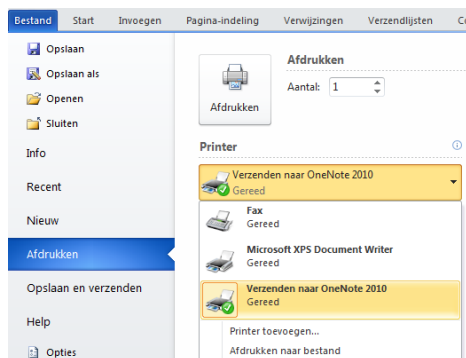 Bestand Start Invoegen Pagina-indeling Verwijzingen Verzendlijsten
Opslaan
Opslaan als
Openen
Sluiten
Info
Recent
Nieuw
Afdrukken
Opslaan en verzenden
Help
Opties
Afdrukken
Afdrukken
Aantal: 1
Printer
Verzenden naar OneNote 2010
Gereed
Fax
Gereed
Microsoft XPS Document Writer
Gereed
Verzenden naar OneNote 2010
Gereed
Printer toevoegen...
Afdrukken naar bestand